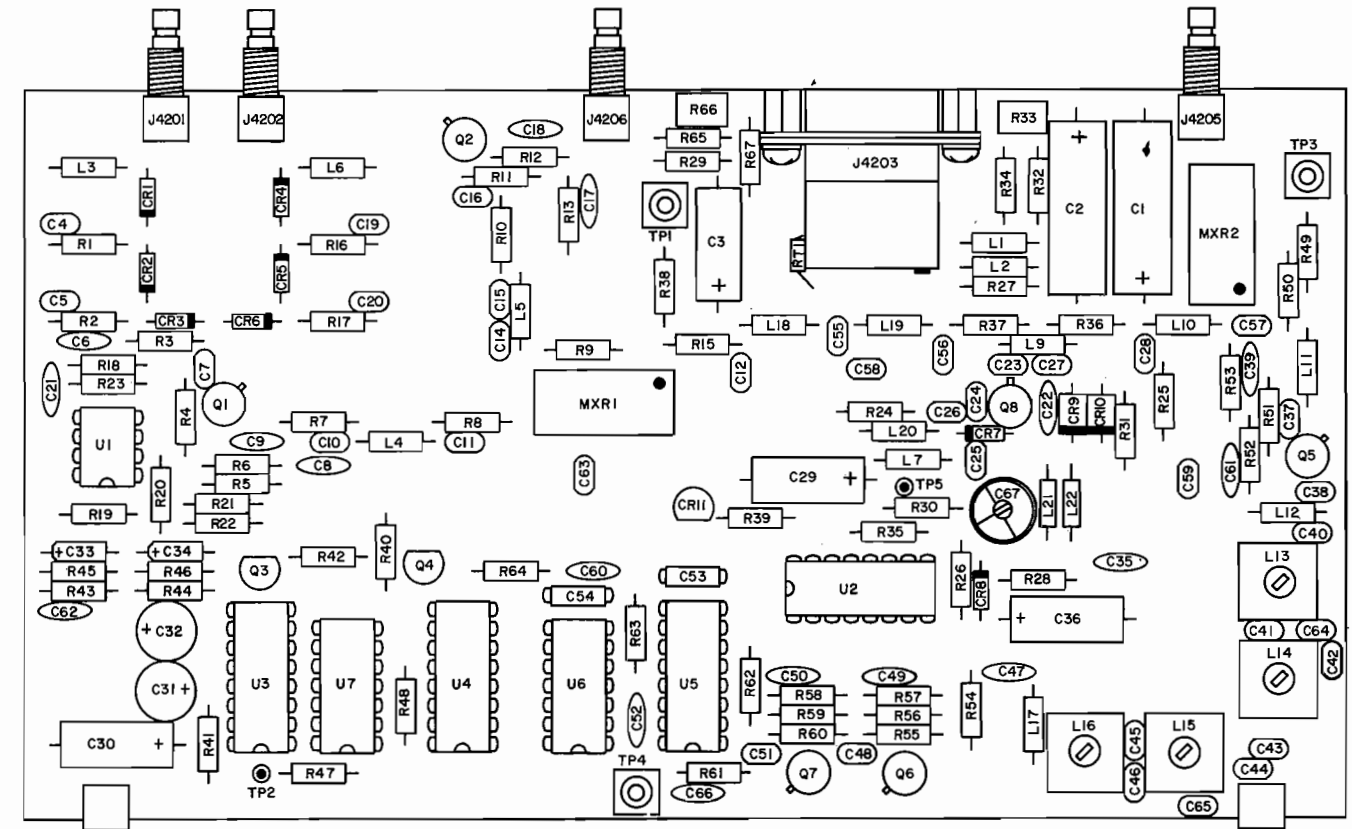 J4201
J4202
J4206
J4205
R66
Q2
C18
R65
R33
TP3
R12
R29
R67
J4203
L3
L6
R11
R34
R32
CR1
CR4
C16
C17
R13
C2
C1
C4
C19
TP1
C3
MXR2
R1
R16
R10
L1
R49
CR2
CR5
RT1
L2
R50
R38
R27
C5
C20
C15
L5
R2
CR3
CR6
R17
L18
C55
L19
R37
R36
L10
C57
C6
R3
C14
R9
R15
C56
L9
C28
C39
L11
R18
C7
C12
C58
C23
C27
R53
C21
R23
MXR1
R4
Q1
C24
C22
CR9
CR10
R25
R51
C37
R7
R8
R24
C26
Q8
R31
U1
C9
C10
L4
C11
L20
CR7
R52
Q5
R6
C8
C63
L7
C25
C59
C61
R5
C29
+
TP5
C67
L21
L22
C38
R20
R21
CR11
R30
R19
R22
R39
R35
L12
C40
+C33
+C34
R42
R40
Q4
R45
R46
Q3
R64
C60
C53
R26
C35
L13
R43
R44
C54
U2
CR8
R28
C62
+ C32
R63
+ C36
C41
C64
C42
L14
U3
U7
U4
U6
U5
R62
C50
C49
C47
C31+
R48
R58
R57
R54
C52
R59
R56
L17
L16
C45
L15
C30 +
R41
R60
R55
C51
C48
C43
TP2
R47
TP4
R61
Q7
Q6
C46
C44
C66
C65